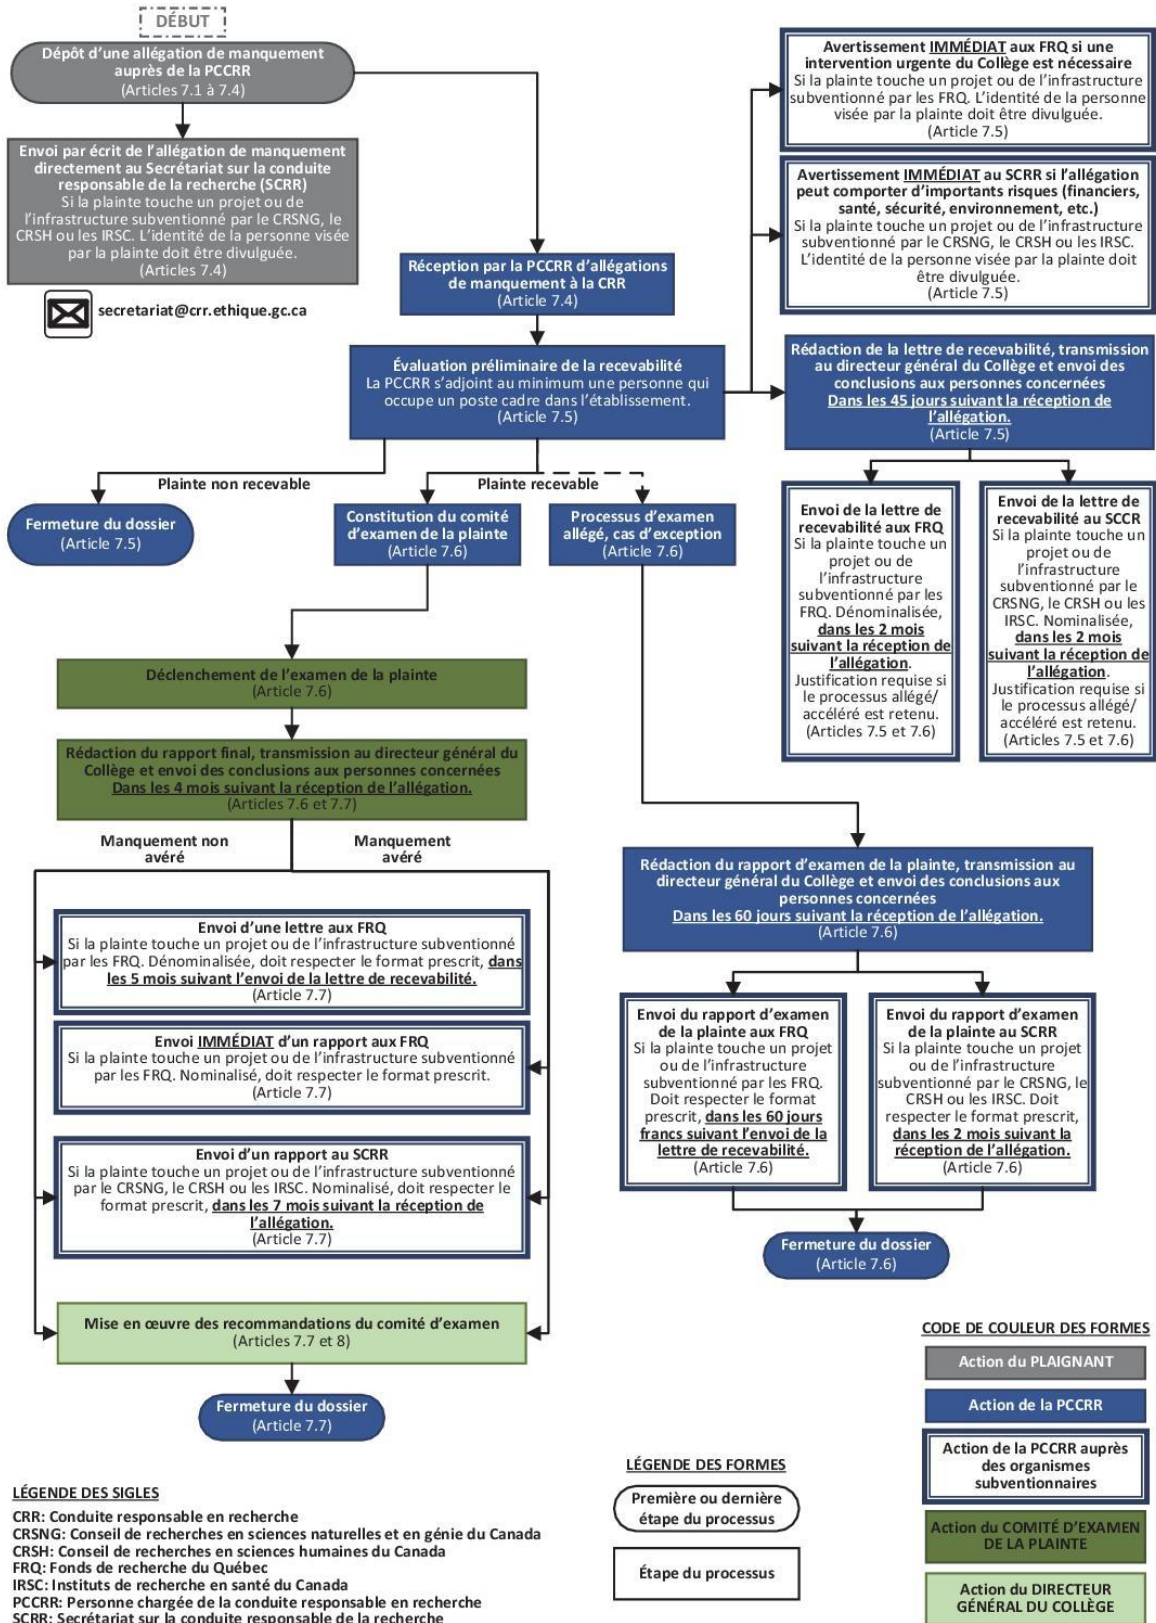 DÉBUT
Dépôt d'une allégation de manquement
auprès de la PCCRR
(Articles 7.1 à 7.4)
Envoi par écrit de l'allégation de manquement
directement au Secrétariat sur la conduite
responsable de la recherche (SCRR)
Si la plainte touche un projet ou de
l'infrastructure subventionné par le CRSNG, le
CRSH ou les IRSC. L'identité de la personne visée
par la plainte doit être divulguée.
(Articles 7.4)
secretariat@crr.ethique.gc.ca
Réception par la PCCRR d'allégations
de manquement à la CRR
(Article 7.4)
Évaluation préliminaire de la recevabilité
La PCCRR s'adjoint au minimum une personne qui
occupe un poste cadre dans l'établissement.
(Article 7.5)
Avertissement IMMÉDIAT aux FRQ si une
intervention urgente du Collège est nécessaire
Si la plainte touche un projet ou de l'infrastructure
subventionné par les FRQ. L'identité de la personne
visée par la plainte doit être divulguée.
(Article 7.5)
Avertissement IMMÉDIAT au SCRR si l'allégation
peut comporter d'importants risques (financiers,
santé, sécurité, environnement, etc.)
Si la plainte touche un projet ou de l'infrastructure
subventionné par le CRSNG, le CRSH ou les IRSC.
L'identité de la personne visée par la plainte doit
être divulguée.
(Article 7.5)
Rédaction de la lettre de recevabilité, transmission
au directeur général du Collège et envoi des
conclusions aux personnes concernées
Dans les 45 jours suivant la réception de
l'allégation.
(Article 7.5)
Envoi de la lettre de
recevabilité aux FRQ
Si la plainte touche un
projet ou de
l'infrastructure
subventionné par les
FRQ. Dénominalisée,
dans les 2 mois
suivant la réception de
l'allégation.
Justification requise si
le processus allégé/
accéléré est retenu.
(Articles 7.5 et 7.6)
Envoi de la lettre de
recevabilité au SCCR
Si la plainte touche un
projet ou de
l'infrastructure
subventionné par le
CRSNG, le CRSH ou les
IRSC. Nominalisée,
dans les 2 mois
suivant la réception de
l'allégation.
Justification requise si
le processus allégé/
accéléré est retenu.
(Articles 7.5 et 7.6)
Plainte non recevable
Plainte recevable
Fermeture du dossier
(Article 7.5)
Constitution du comité
d'examen de la plainte
(Article 7.6)
Processus d'examen
allégé, cas d'exception
(Article 7.6)
Déclenchement de l'examen de la plainte
(Article 7.6)
Rédaction du rapport final, transmission au directeur général du
Collège et envoi des conclusions aux personnes concernées
Dans les 4 mois suivant la réception de l'allégation.
(Articles 7.6 et 7.7)
Manquement non
avéré
Manquement
avéré
Envoi d'une lettre aux FRQ
Si la plainte touche un projet ou de l'infrastructure subventionné
par les FRQ. Dénominalisée, doit respecter le format prescrit, dans
les 5 mois suivant l'envoi de la lettre de recevabilité.
(Article 7.7)
Envoi IMMÉDIAT d'un rapport aux FRQ
Si la plainte touche un projet ou de l'infrastructure subventionné
par les FRQ. Nominalisé, doit respecter le format prescrit.
(Article 7.7)
Envoi d'un rapport au SCRR
Si la plainte touche un projet ou de l'infrastructure subventionné
par le CRSNG, le CRSH ou les IRSC. Nominalisé, doit respecter le
format prescrit, dans les 7 mois suivant la réception de
l'allégation.
(Article 7.7)
Mise en œuvre des recommandations du comité d'examen
(Articles 7.7 et 8)
Fermeture du dossier
(Article 7.7)
Rédaction du rapport d'examen de la plainte, transmission au
directeur général du Collège et envoi des conclusions aux
personnes concernées
Dans les 60 jours suivant la réception de l'allégation.
(Article 7.6)
Envoi du rapport d'examen
de la plainte aux FRQ
Si la plainte touche un projet
ou de l'infrastructure
subventionné par les FRQ.
Doit respecter le format
prescrit, dans les 60 jours
francs suivant l'envoi de la
lettre de recevabilité.
(Article 7.6)
Envoi du rapport d'examen
de la plainte au SCRR
Si la plainte touche un projet
ou de l'infrastructure
subventionné par le CRSNG, le
CRSH ou les IRSC. Doit
respecter le format prescrit,
dans les 2 mois suivant la
réception de l'allégation.
(Article 7.6)
Fermeture du dossier
(Article 7.6)
CODE DE COULEUR DES FORMES
Action du PLAIGNANT
Action de la PCCRR
Action de la PCCRR auprès
des organismes
subventionnaires
Action du COMITÉ D'EXAMEN
DE LA PLAINTE
Action du DIRECTEUR
GÉNÉRAL DU COLLÈGE
LÉGENDE DES FORMES
Première ou dernière
étape du processus
Étape du processus
LÉGENDE DES SIGLES
CRR: Conduite responsable en recherche
CRSNG: Conseil de recherches en sciences naturelles et en génie du Canada
CRSH: Conseil de recherches en sciences humaines du Canada
FRQ: Fonds de recherche du Québec
IRSC: Instituts de recherche en santé du Canada
PCCRR: Personne chargée de la conduite responsable en recherche
SCRR: Secrétariat sur la conduite responsable de la recherche